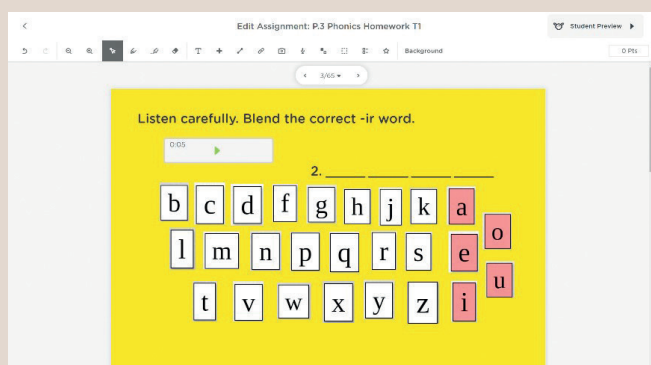 Edit Assignment: P.3 Phonics Homework T1
Student Preview
T
Background
0 Pts
3/65
Listen carefully. Blend the correct -ir word.
0:05
2. ____ ____ ____ ____
b c d f g h j k a
o
l m n p q r s e
u
t v w x y z i